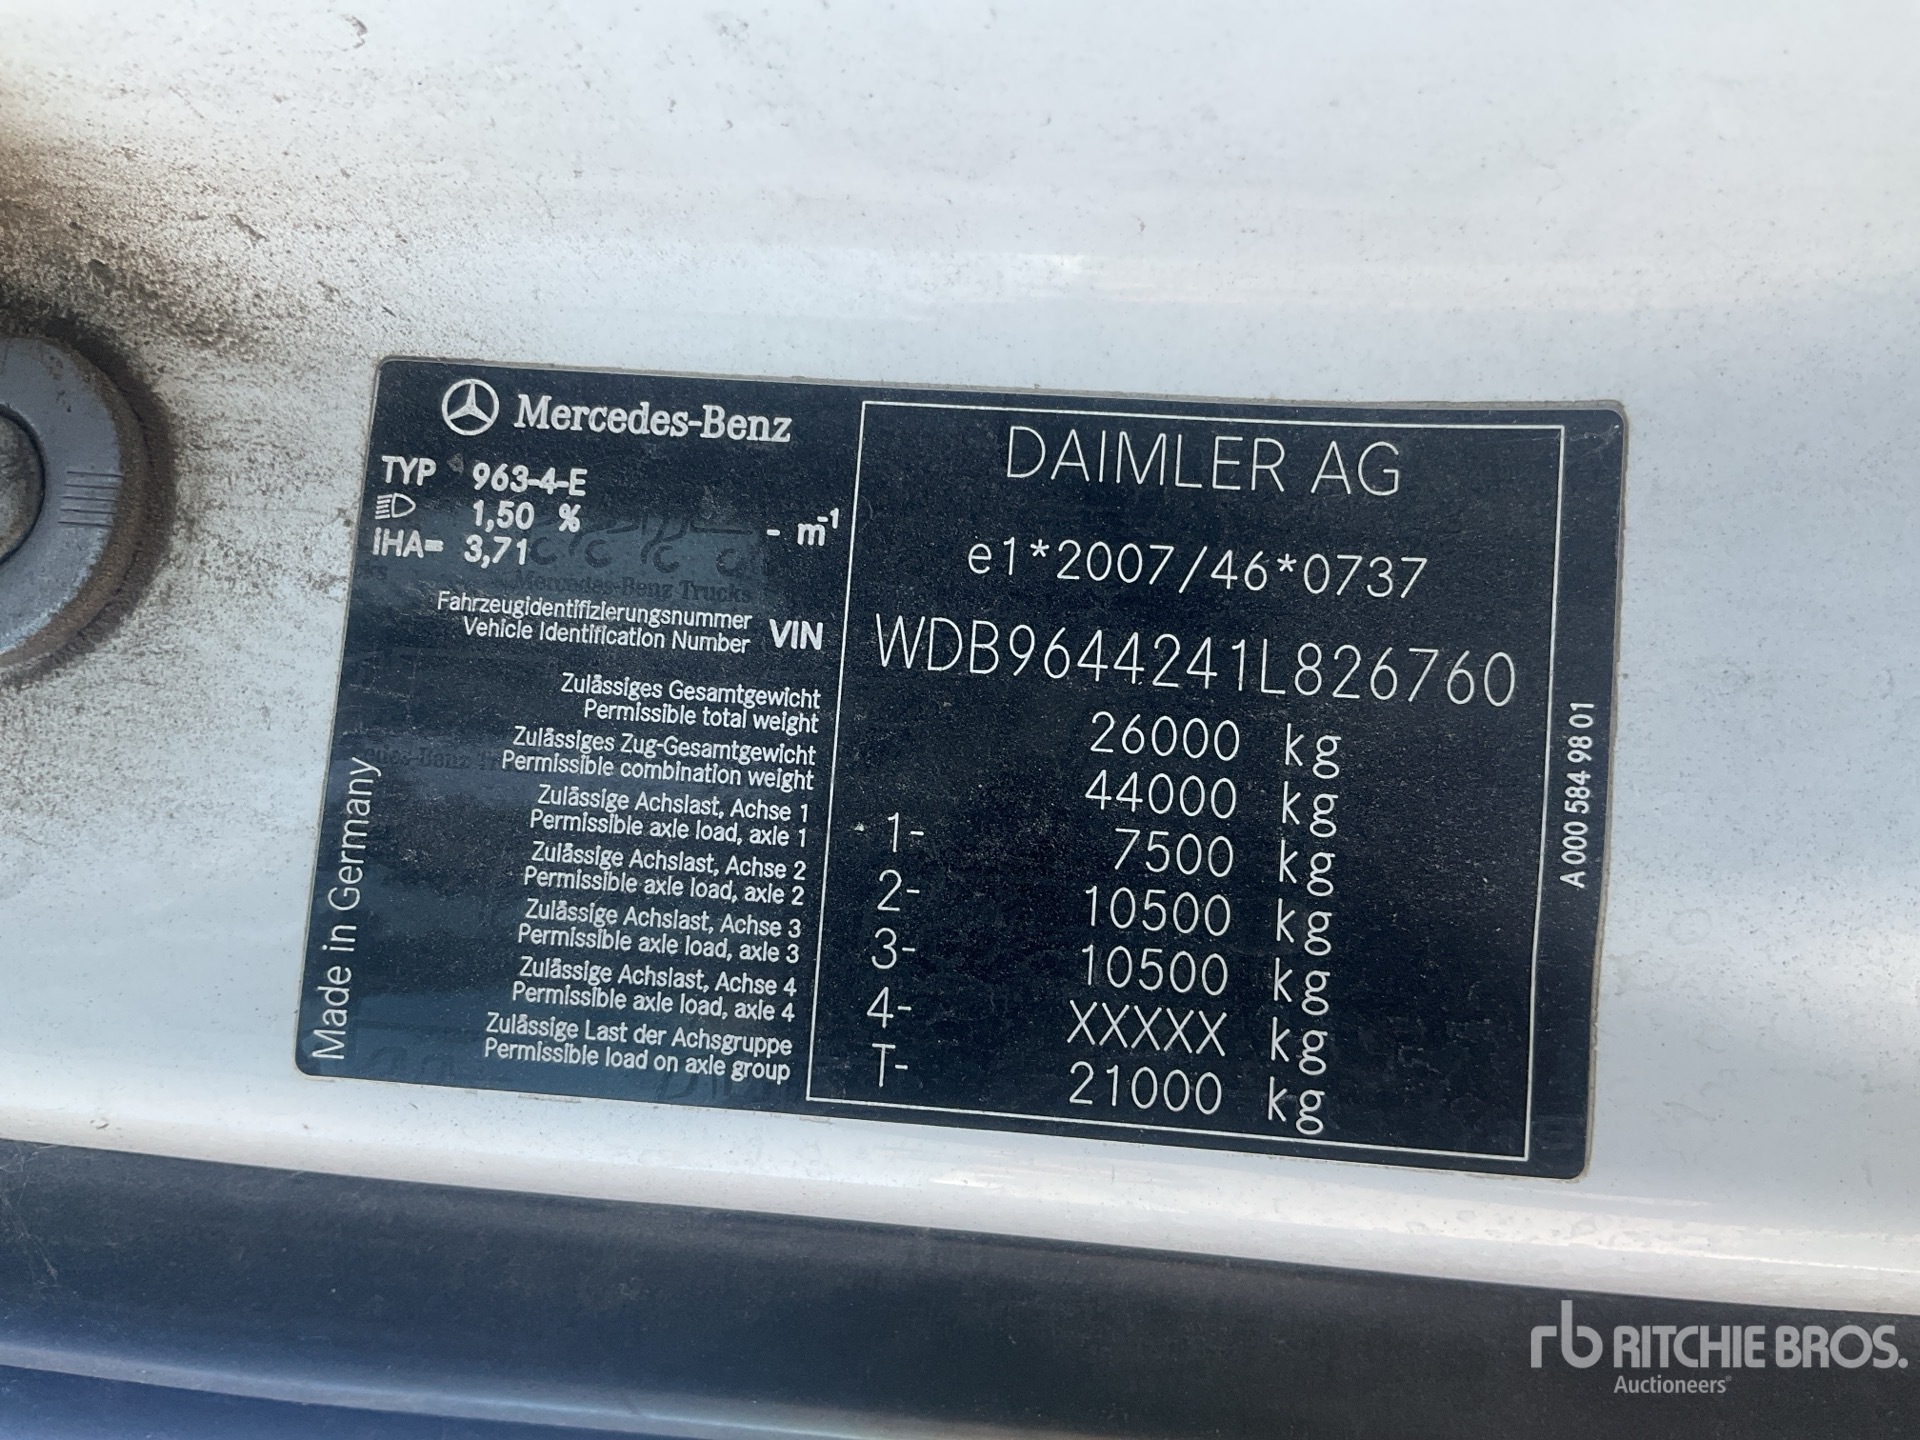 Mercedes-Benz
TYP 963-4-E
1,50 % - m⁻¹
iHA= 3,71
Mercedes-Benz Trucks
Fahrzeugidentifizierungsnummer
Vehicle Identification Number VIN
Zulässiges Gesamtgewicht
Permissible total weight
Zulässiges Zug-Gesamtgewicht
Permissible combination weight
Zulässige Achslast, Achse 1
Permissible axle load, axle 1
Zulässige Achslast, Achse 2
Permissible axle load, axle 2
Zulässige Achslast, Achse 3
Permissible axle load, axle 3
Zulässige Achslast, Achse 4
Permissible axle load, axle 4
Zulässige Last der Achsgruppe
Permissible load on axle group
Made in Germany
DAIMLER AG
e1*2007/46*0737
WDB9644241L826760
26000 kg
44000 kg
1- 7500 kg
2- 10500 kg
3- 10500 kg
4- XXXXX kg
T- 21000 kg
A 000 584 98 01
rb RITCHIE BROS.
Auctioneers